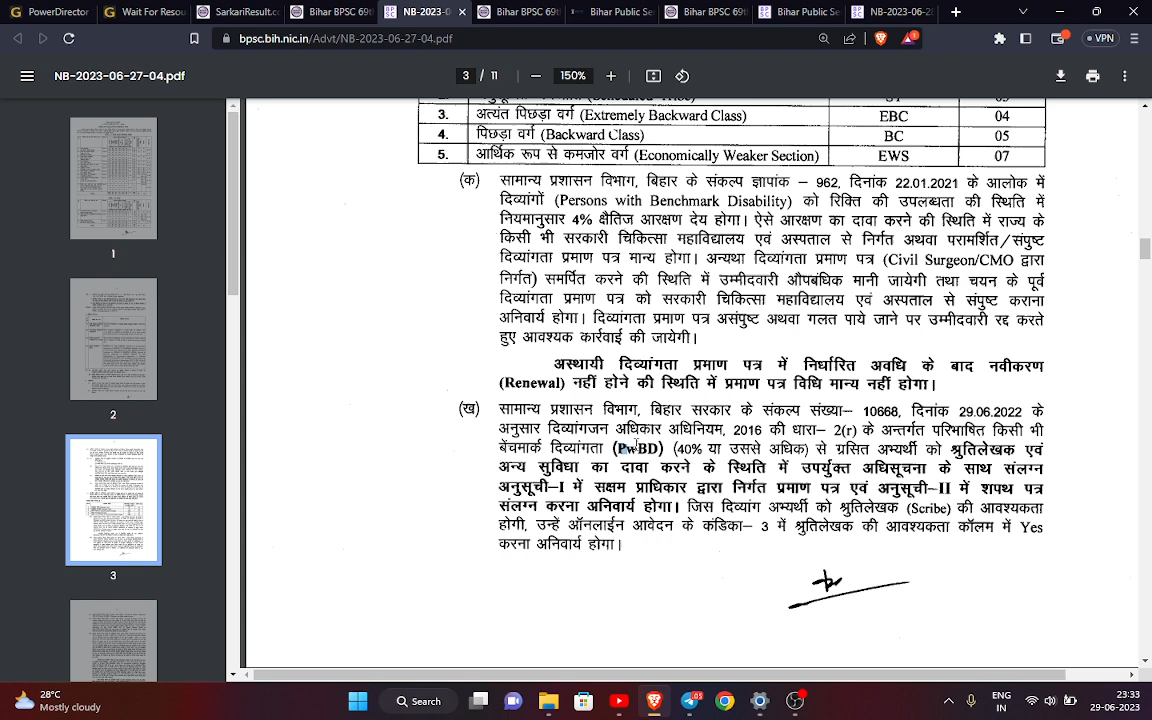 PowerDirector
Wait For Resou
SarkariResult.c
Bihar BPSC 69t
NB-2023-0
Bihar BPSC 69t
Bihar Public Se
Bihar BPSC 69t
Bihar Public Se
NB-2023-06-2
bpsc.bih.nic.in/Advt/NB-2023-06-27-04.pdf
1
VPN
NB-2023-06-27-04.pdf
3 / 11
150%
(Scheduled Tribe)
ST
3. अत्यंत पिछड़ा वर्ग (Extremely Backward Class) EBC 04
4. पिछड़ा वर्ग (Backward Class) BC 05
5. आर्थिक रूप से कमजोर वर्ग (Economically Weaker Section) EWS 07
(क) सामान्य प्रशासन विभाग, बिहार के संकल्प ज्ञापांक – 962, दिनांक 22.01.2021 के आलोक में
दिव्यांगों (Persons with Benchmark Disability) को रिक्ति की उपलब्धता की स्थिति में
नियमानुसार 4% क्षैतिज आरक्षण देय होगा। ऐसे आरक्षण का दावा करने की स्थिति में राज्य के
किसी भी सरकारी चिकित्सा महाविद्यालय एवं अस्पताल से निर्गत अथवा परामर्शित/संपुष्ट
दिव्यांगता प्रमाण पत्र मान्य होगा। अन्यथा दिव्यांगता प्रमाण पत्र (Civil Surgeon/CMO द्वारा
निर्गत) समर्पित करने की स्थिति में उम्मीदवारी औपबंधिक मानी जायेगी तथा चयन के पूर्व
दिव्यांगता प्रमाण पत्र को सरकारी चिकित्सा महाविद्यालय एवं अस्पताल से संपुष्ट कराना
अनिवार्य होगा। दिव्यांगता प्रमाण पत्र असंपुष्ट अथवा गलत पाये जाने पर उम्मीदवारी रद्द करते
हुए आवश्यक कार्रवाई की जायेगी।
अस्थायी दिव्यांगता प्रमाण पत्र में निर्धारित अवधि के बाद नवीकरण
(Renewal) नहीं होने की स्थिति में प्रमाण पत्र विधि मान्य नहीं होगा।
(ख) सामान्य प्रशासन विभाग, बिहार सरकार के संकल्प संख्या– 10668, दिनांक 29.06.2022 के
अनुसार दिव्यांगजन अधिकार अधिनियम, 2016 की धारा– 2(r) के अन्तर्गत परिभाषित किसी भी
बेंचमार्क दिव्यांगता (PwBD) (40% या उससे अधिक) से ग्रसित अभ्यर्थी को श्रुतिलेखक एवं
अन्य सुविधा का दावा करने के स्थिति में उपर्युक्त अधिसूचना के साथ संलग्न
अनुसूची–I में सक्षम प्राधिकार द्वारा निर्गत प्रमाण पत्र एवं अनुसूची–II में शपथ पत्र
संलग्न करना अनिवार्य होगा। जिस दिव्यांग अभ्यर्थी को श्रुतिलेखक (Scribe) की आवश्यकता
होगी, उन्हें ऑनलाईन आवेदन के कंडिका– 3 में श्रुतिलेखक की आवश्यकता कॉलम में Yes
करना अनिवार्य होगा।
1
2
3
28°C
Mostly cloudy
Search
ENG
IN
23:33
29-06-2023